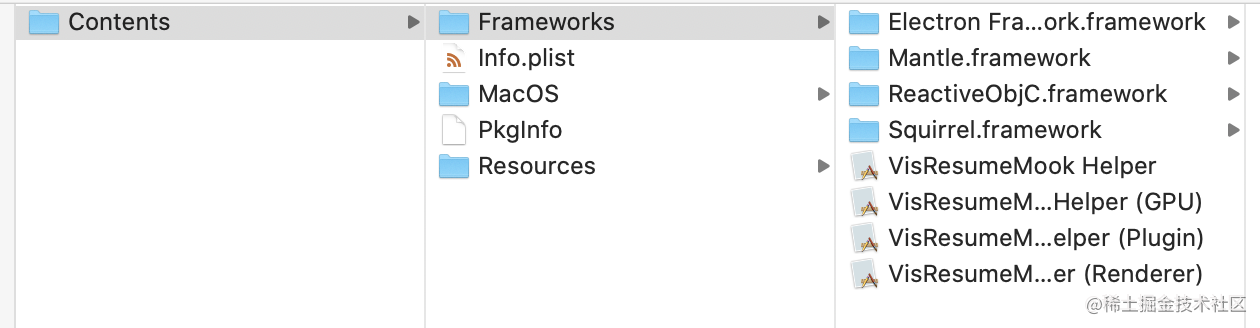 Contents
Frameworks
Info.plist
MacOS
PkgInfo
Resources
Electron Fra...ork.framework
Mantle.framework
ReactiveObjC.framework
Squirrel.framework
VisResumeMook Helper
VisResumeM...Helper (GPU)
VisResumeM...elper (Plugin)
VisResumeM...er (Renderer)
@稀土掘金技术社区